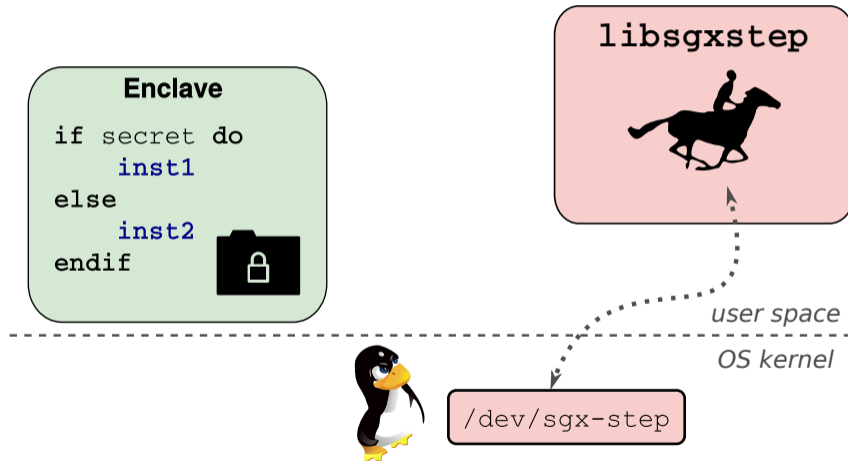 libsgxstep
Enclave
if secret do
inst1
else
inst2
endif
user space
OS kernel
/dev/sgx-step